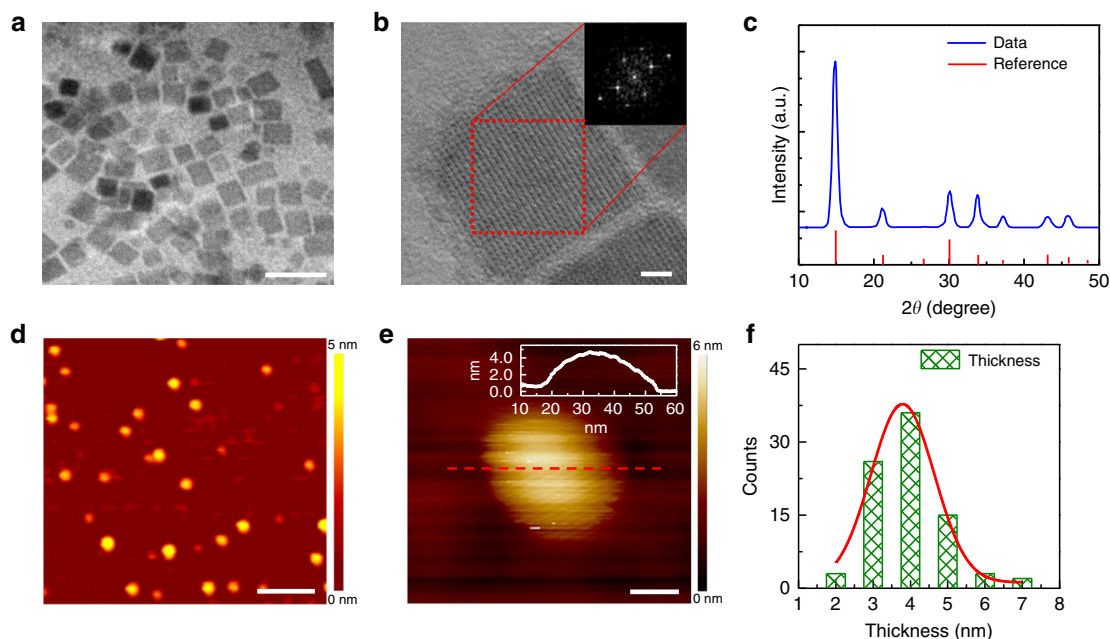 a
b
c
Data
Reference
Intensity (a.u.)
10 20 30 40 50
2θ (degree)
d
5 nm
0 nm
e
6 nm
nm
4.0
2.0
0.0
10 20 30 40 50 60
nm
0 nm
f
Thickness
Counts
45
30
15
0
1 2 3 4 5 6 7 8
Thickness (nm)